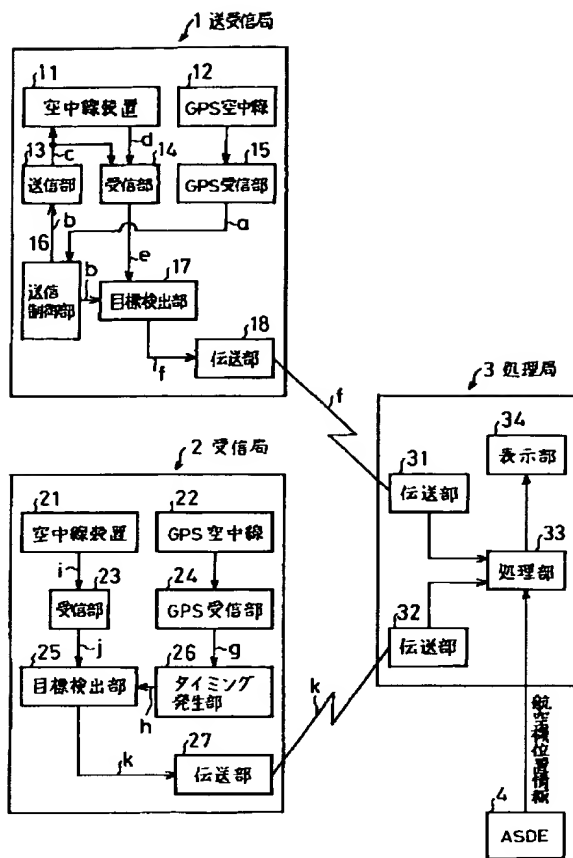 1 送受信局
11
12
空中線装置
GPS空中線
d
13
c
14
15
送信部
受信部
GPS受信部
b
a
16
e
17
送信
制御部
b
目標検出部
18
f
伝送部
f
3 処理局
34
表示部
31
伝送部
33
処理部
32
伝送部
2 受信局
21
22
空中線装置
GPS空中線
i
23
24
受信部
GPS受信部
j
g
25
26
目標検出部
タイミング
発生部
h
27
k
伝送部
k
航空機位置情報
4
ASDE